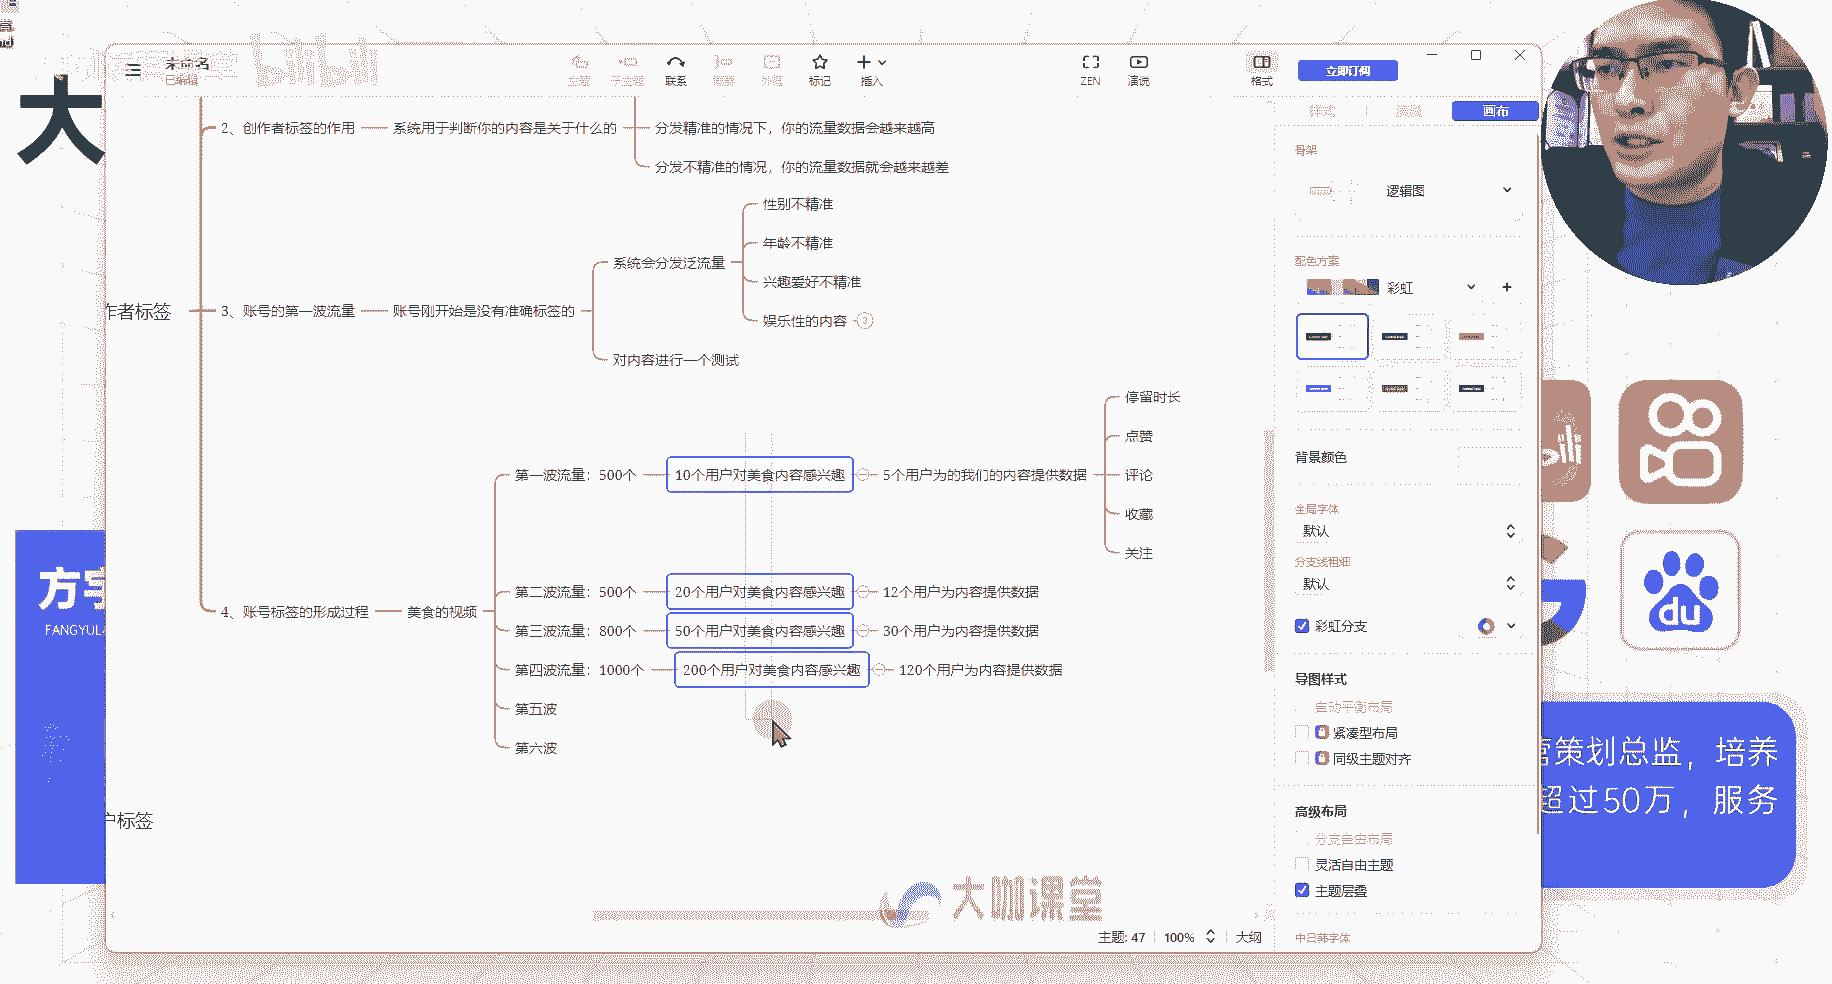 大
未命名
已编辑
bilibili
主题
子主题
联系
概要
外框
标记
插入
ZEN
演说
格式
立即订阅
样式
演说
画布
2、创作者标签的作用
系统用于判断你的内容是关于什么的
分发精准的情况下，你的流量数据会越来越高
分发不精准的情况，你的流量数据就会越来越差
作者标签
3、账号的第一波流量
账号刚开始是没有准确标签的
系统会分发泛流量
性别不精准
年龄不精准
兴趣爱好不精准
娱乐性的内容
3
对内容进行一个测试
4、账号标签的形成过程
美食的视频
第一波流量：500个
10个用户对美食内容感兴趣
5个用户为的我们的内容提供数据
停留时长
点赞
评论
收藏
关注
第二波流量：500个
20个用户对美食内容感兴趣
12个用户为内容提供数据
第三波流量：800个
50个用户对美食内容感兴趣
30个用户为内容提供数据
第四波流量：1000个
200个用户对美食内容感兴趣
120个用户为内容提供数据
第五波
第六波
户标签
骨架
逻辑图
配色方案
彩虹
背景颜色
全局字体
默认
分支线粗细
默认
彩虹分支
导图样式
自动平衡布局
紧凑型布局
同级主题对齐
高级布局
分支自由布局
灵活自由主题
主题层叠
中日韩字体
主题: 47
100%
大纲
大咖课堂
方宇
FANGYUL
du
营策划总监，培养
超过50万，服务